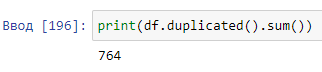 Ввод [196]: print(df.duplicated().sum())
764